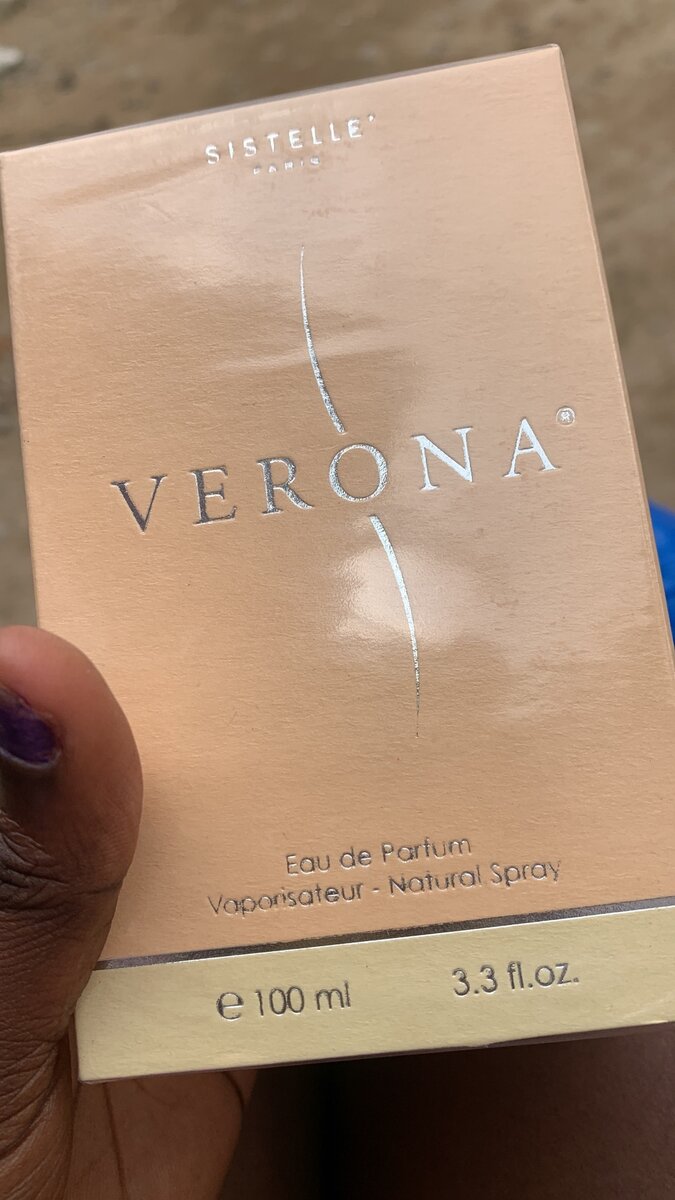 SISTELLE'
PARIS
VERONA®
Eau de Parfum
Vaporisateur - Natural Spray
℮ 100 ml 3.3 fl.oz.